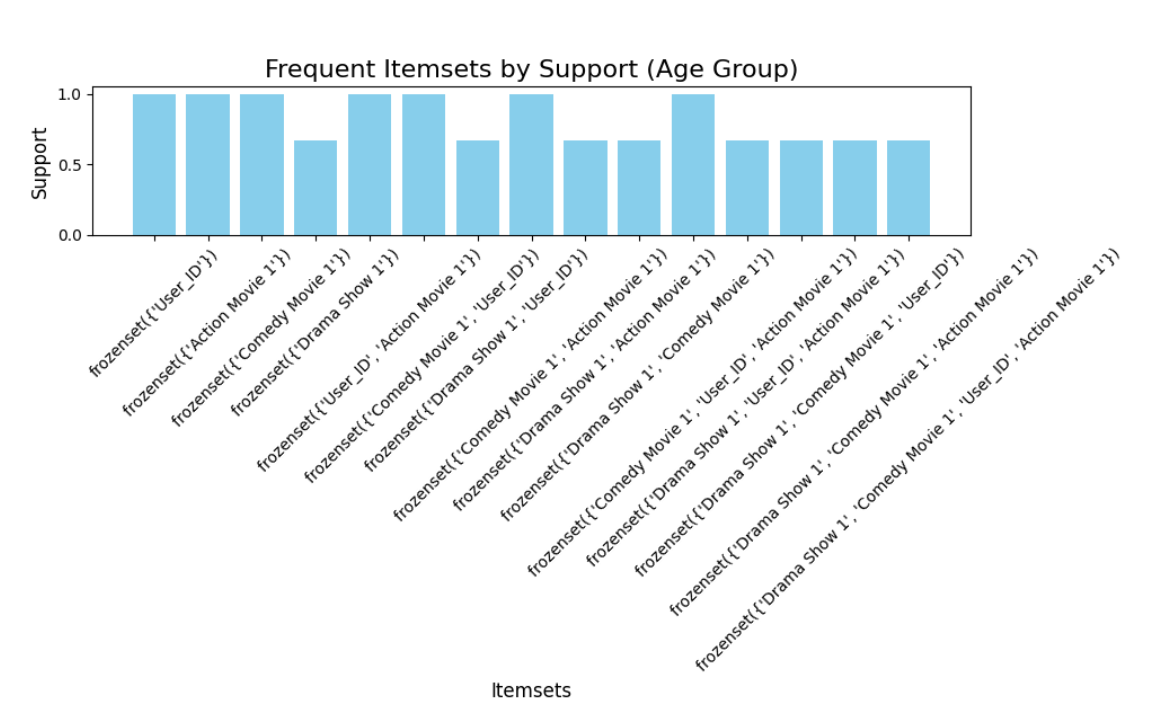 Frequent Itemsets by Support (Age Group)
Support
1.0
0.5
0.0
frozenset({'User_ID'})
frozenset({'Action Movie 1'})
frozenset({'Comedy Movie 1'})
frozenset({'Drama Show 1'})
frozenset({'User_ID', 'Action Movie 1'})
frozenset({'Comedy Movie 1', 'User_ID'})
frozenset({'Drama Show 1', 'User_ID'})
frozenset({'Comedy Movie 1', 'Action Movie 1'})
frozenset({'Drama Show 1', 'Action Movie 1'})
frozenset({'Drama Show 1', 'Comedy Movie 1'})
frozenset({'Comedy Movie 1', 'User_ID', 'Action Movie 1'})
frozenset({'Drama Show 1', 'User_ID', 'Action Movie 1'})
frozenset({'Drama Show 1', 'Comedy Movie 1', 'User_ID'})
frozenset({'Drama Show 1', 'Comedy Movie 1', 'Action Movie 1'})
frozenset({'Drama Show 1', 'Comedy Movie 1', 'User_ID', 'Action Movie 1'})
Itemsets